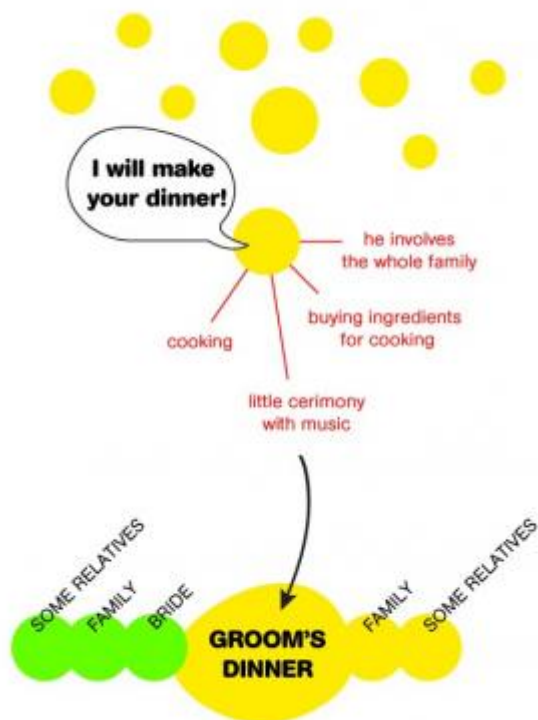 I will make
your dinner!
he involves
the whole family
buying ingredients
for cooking
cooking
little cerimony
with music
SOME RELATIVES
FAMILY
BRIDE
GROOM'S
DINNER
FAMILY
SOME RELATIVES